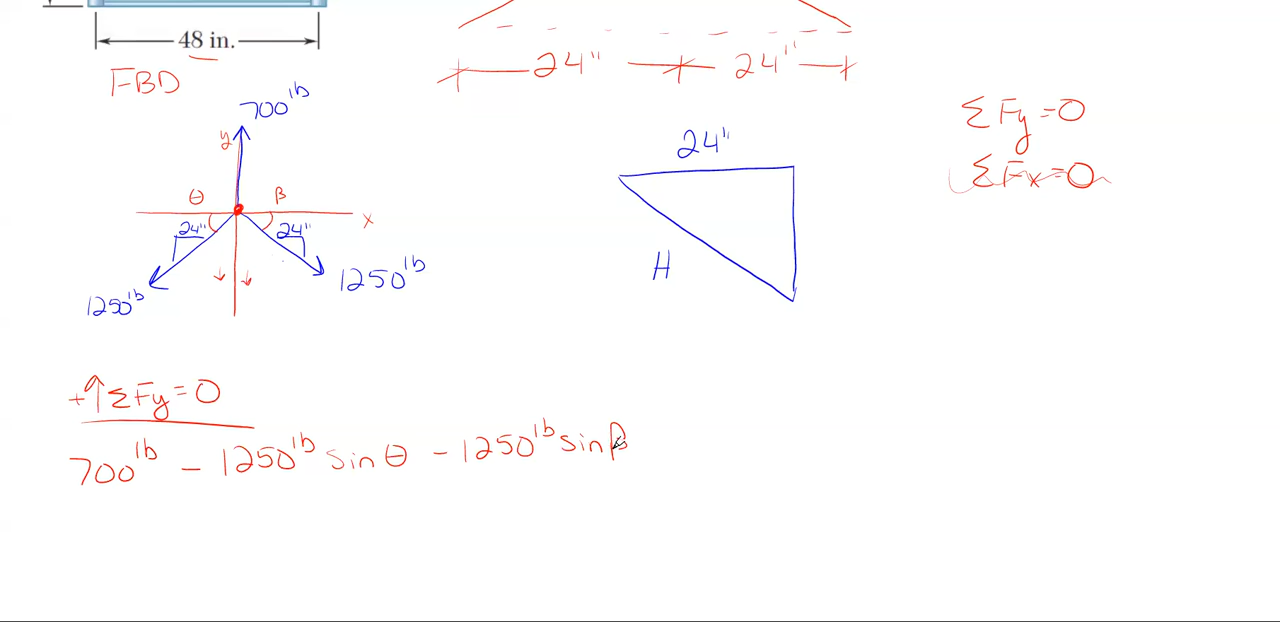 48 in.
24" 24"
FBD
700 lb
ΣFy = 0
ΣFx = 0
24"
y
θ β
x
24" 24"
H
1250 lb
1250 lb
+↑ΣFy = 0
700 lb - 1250 lb sin θ - 1250 lb sin β